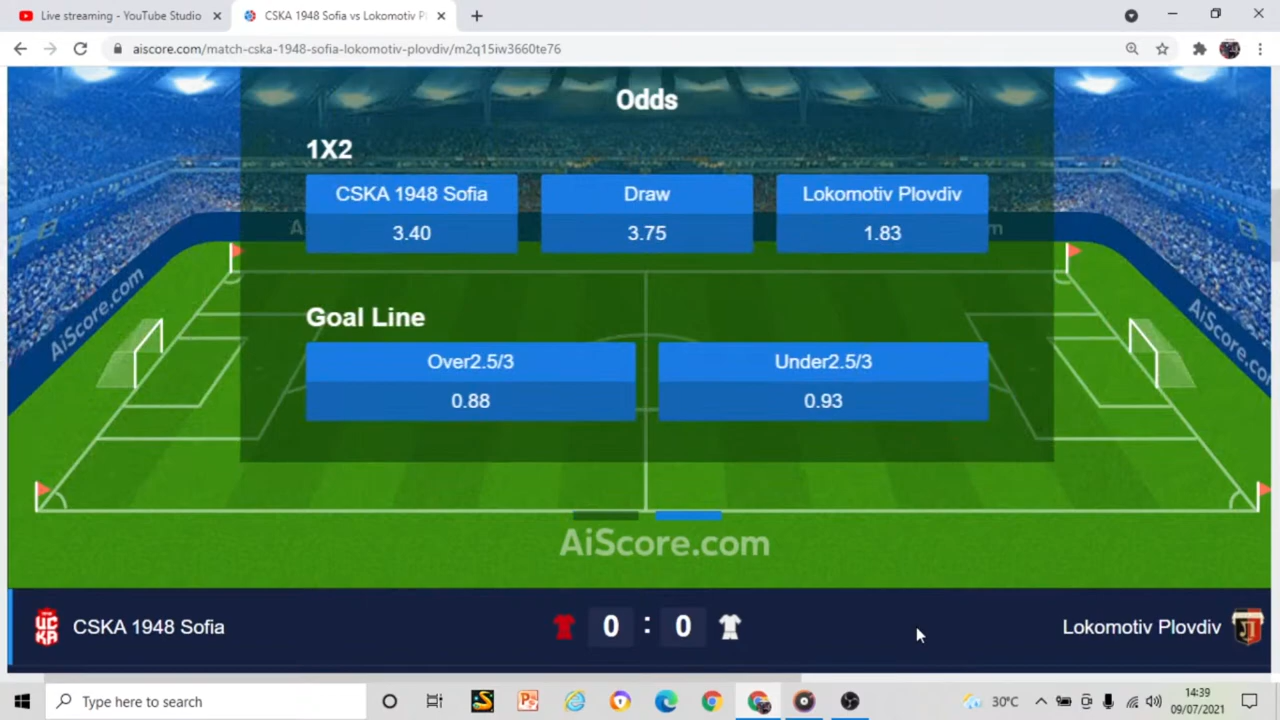 Live streaming - YouTube Studio
CSKA 1948 Sofia vs Lokomotiv Pl
aiscore.com/match-cska-1948-sofia-lokomotiv-plovdiv/m2q15iw3660te76
Odds
1X2
CSKA 1948 Sofia Draw Lokomotiv Plovdiv
3.40 3.75 1.83
Goal Line
Over2.5/3 Under2.5/3
0.88 0.93
AiScore.com
AiScore.com
AiScore.co
AiScore.com
CSKA 1948 Sofia 0 : 0 Lokomotiv Plovdiv
Type here to search
30°C
14:39
09/07/2021